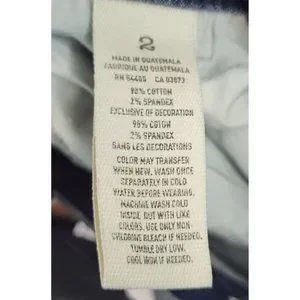 2
MADE IN GUATEMALA
FABRIQUE AU GUATEMALA
RN 54485 CA 03873
98% COTTON
2% SPANDEX
EXCLUSIVE OF DECORATION
98% COTTON
2% SPANDEX
SANS LES DECORATIONS
COLOR MAY TRANSFER
WHEN NEW. WASH ONCE
SEPARATELY IN COLD
WATER BEFORE WEARING.
MACHINE WASH COLD
INSIDE OUT WITH LIKE
COLORS. USE ONLY NON-
CHLORINE BLEACH IF NEEDED.
TUMBLE DRY LOW.
COOL IRON IF NEEDED.